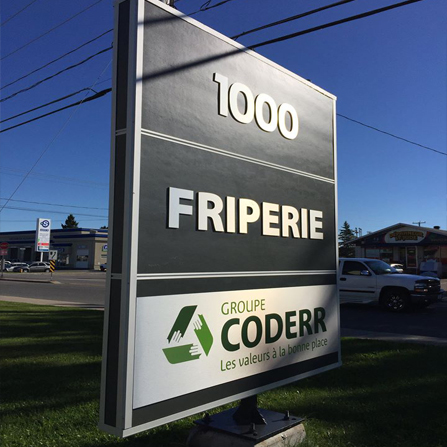 1000
FRIPERIE
GROUPE
CODERR
Les valeurs à la bonne place